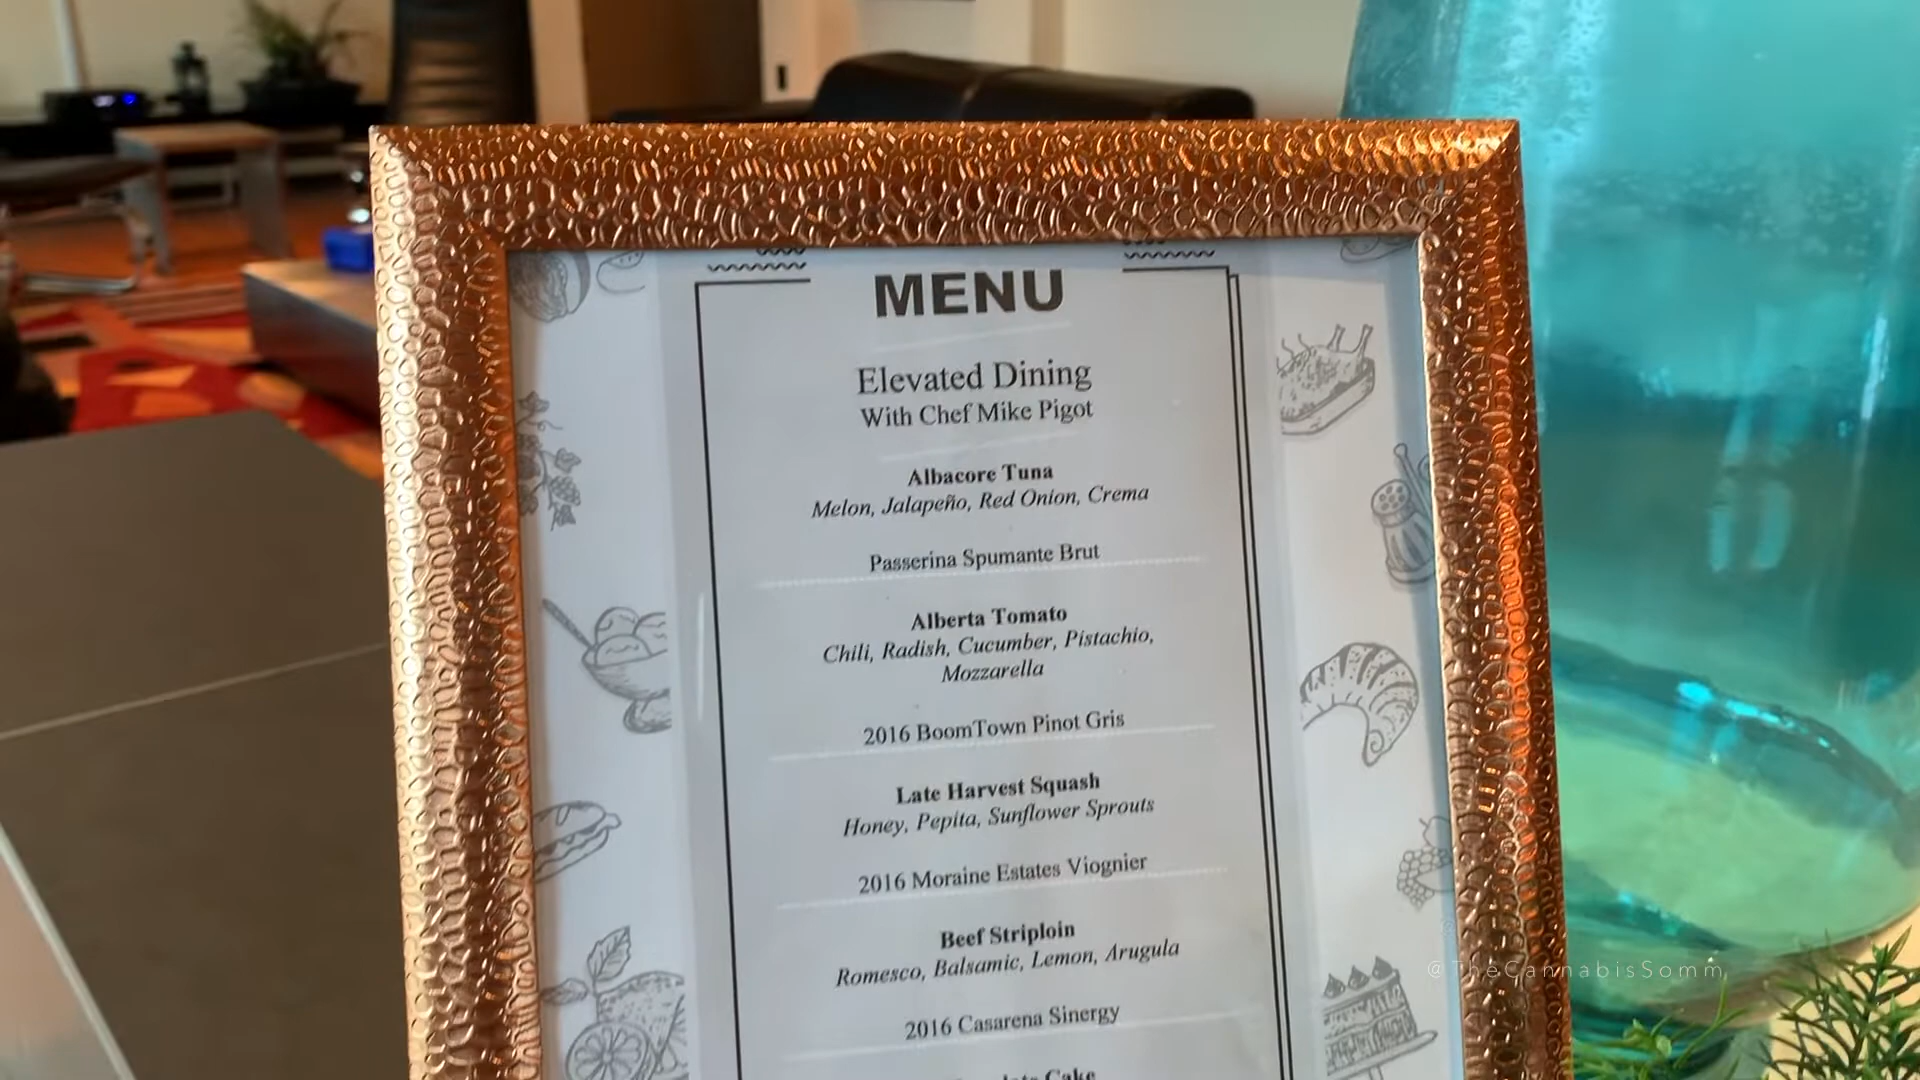 MENU
Elevated Dining
With Chef Mike Pigot
Albacore Tuna
Melon, Jalapeño, Red Onion, Crema
Passerina Spumante Brut
Alberta Tomato
Chili, Radish, Cucumber, Pistachio,
Mozzarella
2016 BoomTown Pinot Gris
Late Harvest Squash
Honey, Pepita, Sunflower Sprouts
2016 Moraine Estates Viognier
Beef Striploin
Romesco, Balsamic, Lemon, Arugula
@TheCannabisSomm
2016 Casarena Sinergy
Cake